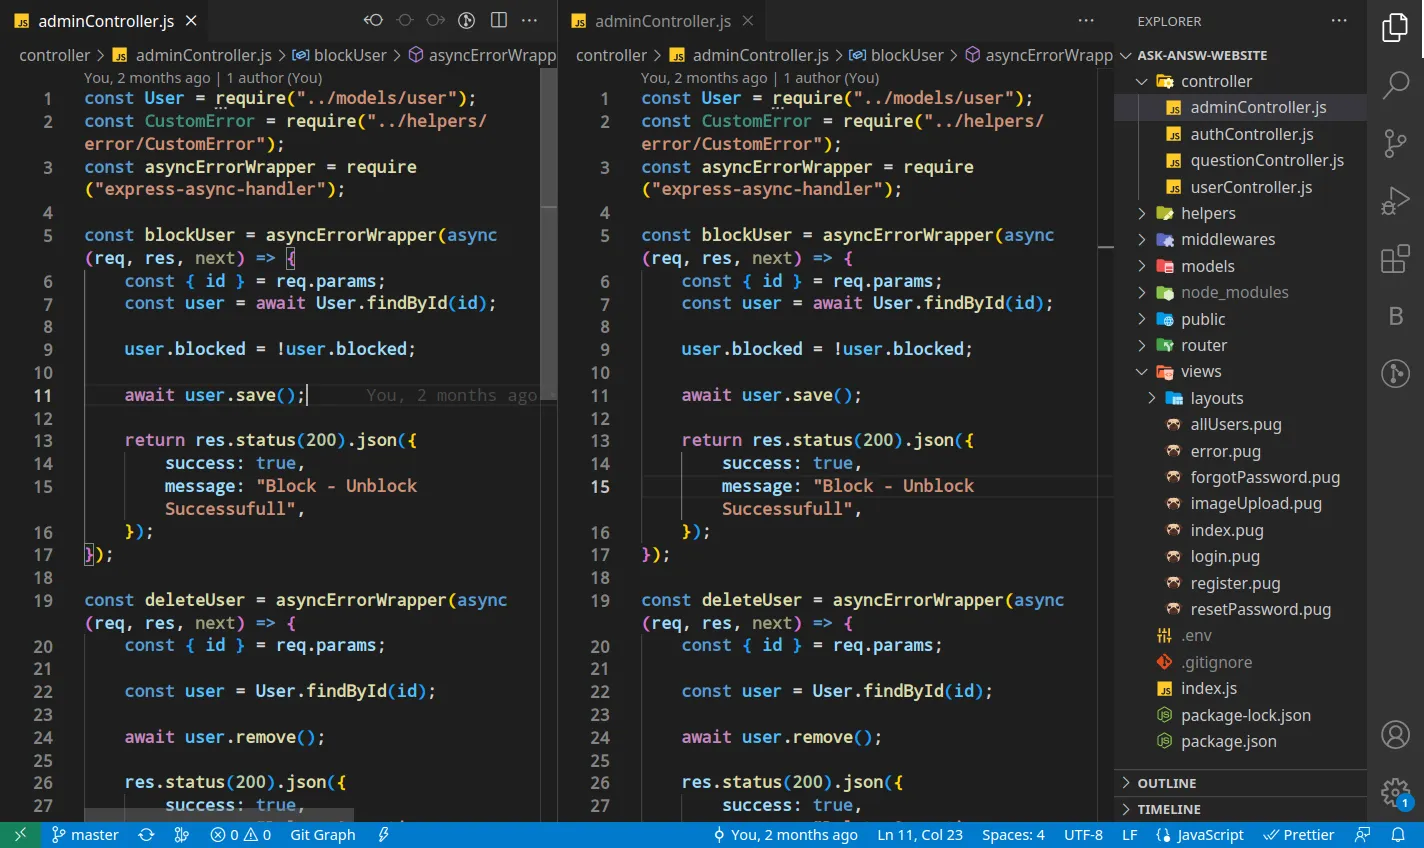 adminController.js
controller > adminController.js > blockUser > asyncErrorWrapp
You, 2 months ago | 1 author (You)
1 const User = require("../models/user");
2 const CustomError = require("../helpers/
error/CustomError");
3 const asyncErrorWrapper = require
("express-async-handler");
4
5 const blockUser = asyncErrorWrapper(async
(req, res, next) => {
6 const { id } = req.params;
7 const user = await User.findById(id);
8
9 user.blocked = !user.blocked;
10
11 await user.save(); You, 2 months ago
12
13 return res.status(200).json({
14 success: true,
15 message: "Block - Unblock
Successufull",
16 });
17 });
18
19 const deleteUser = asyncErrorWrapper(async
(req, res, next) => {
20 const { id } = req.params;
21
22 const user = User.findById(id);
23
24 await user.remove();
25
26 res.status(200).json({
27 success: true,
adminController.js
controller > adminController.js > blockUser > asyncErrorWrapp
You, 2 months ago | 1 author (You)
1 const User = require("../models/user");
2 const CustomError = require("../helpers/
error/CustomError");
3 const asyncErrorWrapper = require
("express-async-handler");
4
5 const blockUser = asyncErrorWrapper(async
(req, res, next) => {
6 const { id } = req.params;
7 const user = await User.findById(id);
8
9 user.blocked = !user.blocked;
10
11 await user.save();
12
13 return res.status(200).json({
14 success: true,
15 message: "Block - Unblock
Successufull",
16 });
17 });
18
19 const deleteUser = asyncErrorWrapper(async
(req, res, next) => {
20 const { id } = req.params;
21
22 const user = User.findById(id);
23
24 await user.remove();
25
26 res.status(200).json({
27 success: true,
EXPLORER
ASK-ANSW-WEBSITE
controller
JS adminController.js
JS authController.js
JS questionController.js
JS userController.js
helpers
middlewares
models
node_modules
public
router
views
layouts
allUsers.pug
error.pug
forgotPassword.pug
imageUpload.pug
index.pug
login.pug
register.pug
resetPassword.pug
.env
.gitignore
JS index.js
package-lock.json
package.json
OUTLINE
TIMELINE
B
1
master 0 0 Git Graph You, 2 months ago Ln 11, Col 23 Spaces: 4 UTF-8 LF JavaScript Prettier